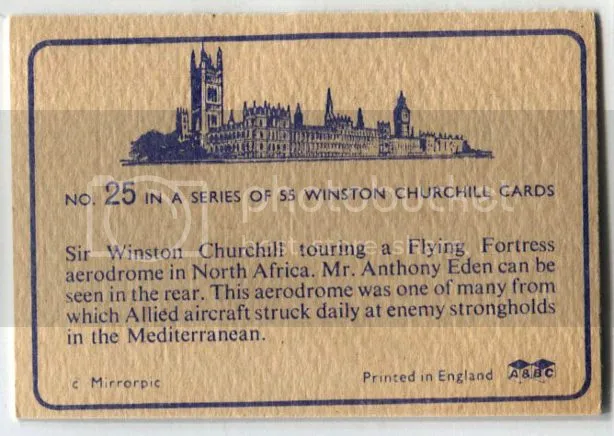 NO. 25 IN A SERIES OF 55 WINSTON CHURCHILL CARDS
photobucket
Sir Winston Churchill touring a Flying Fortress
aerodrome in North Africa. Mr. Anthony Eden can be
seen in the rear. This aerodrome was one of many from
which Allied aircraft struck daily at enemy strongholds
in the Mediterranean.
c Mirrorpic
Printed in England A&BC